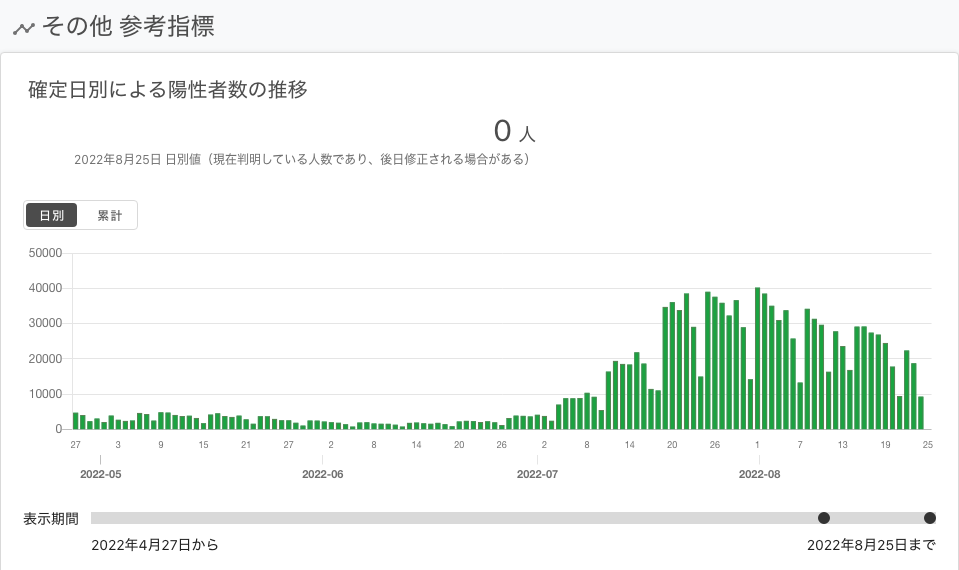 その他 参考指標
確定日別による陽性者数の推移
0 人
2022年8月25日 日別値（現在判明している人数であり、後日修正される場合がある）
日別 累計
50000
40000
30000
20000
10000
0
27 3 9 15 21 27 2 8 14 20 26 2 8 14 20 26 1 7 13 19 25
2022-05 2022-06 2022-07 2022-08
表示期間
2022年4月27日から 2022年8月25日まで